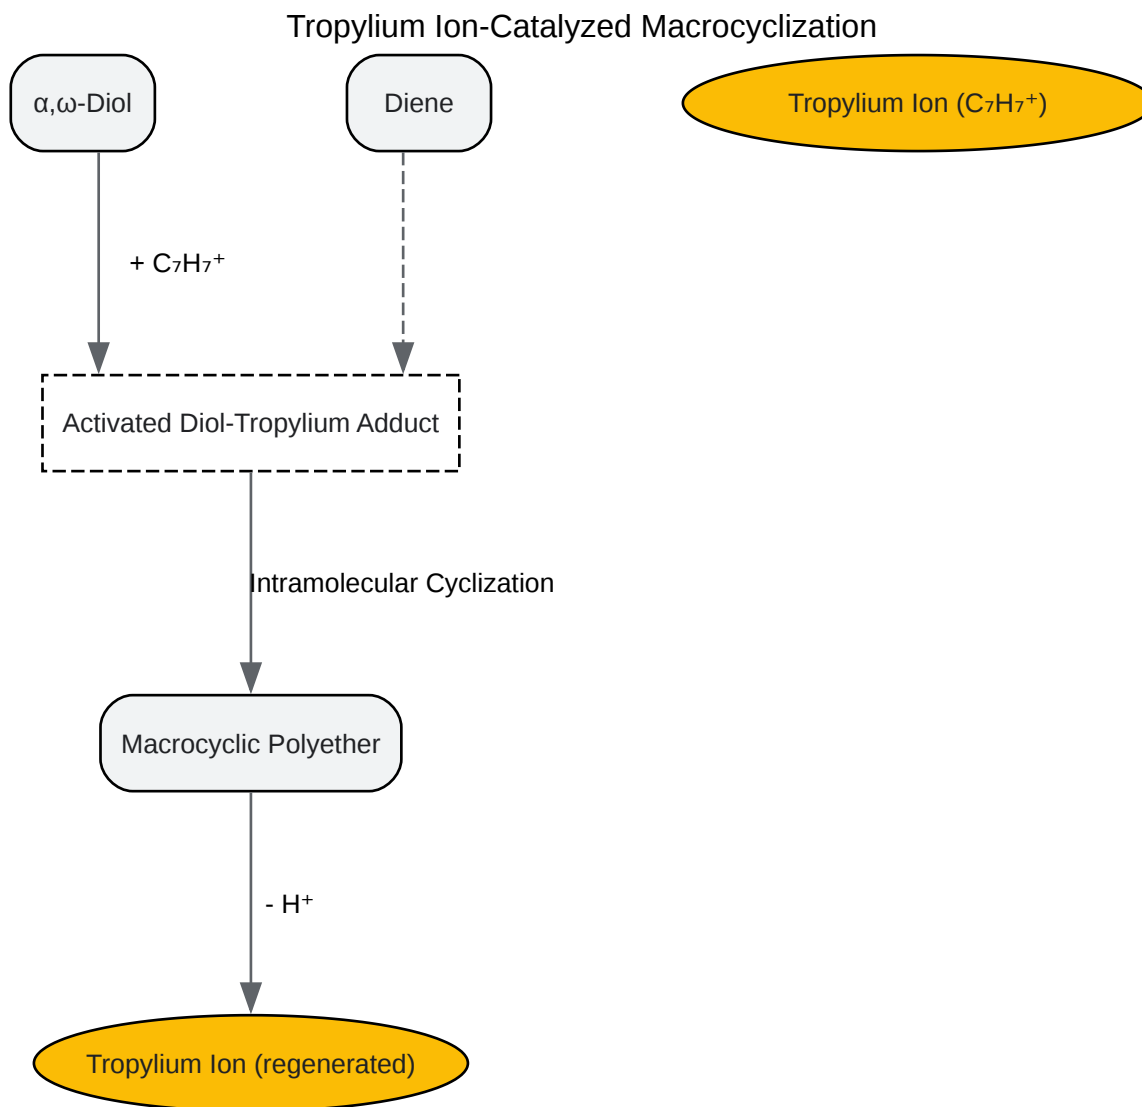 Tropylium Ion-Catalyzed Macrocyclization
α,ω-Diol
Diene
Tropylium Ion (C₇H₇⁺)
+ C₇H₇⁺
Activated Diol-Tropylium Adduct
Intramolecular Cyclization
Macrocyclic Polyether
- H⁺
Tropylium Ion (regenerated)